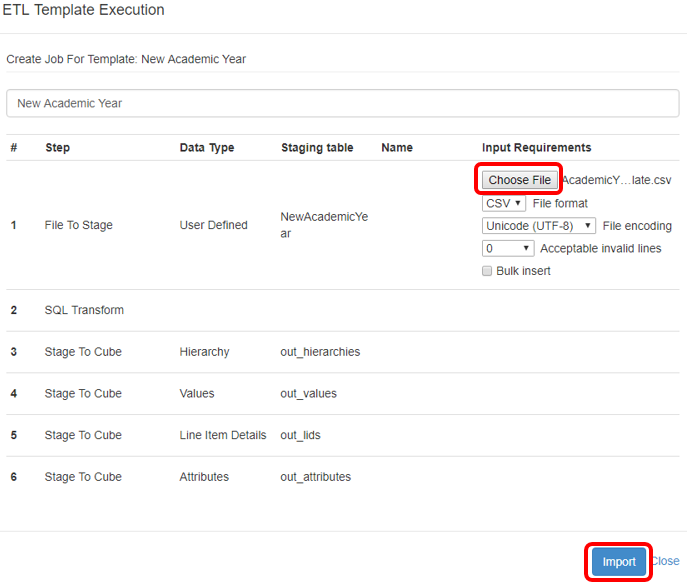 ETL Template Execution
Create Job For Template: New Academic Year
New Academic Year
# Step Data Type Staging table Name Input Requirements
Choose File AcademicY…late.csv
CSV File format
1 File To Stage User Defined NewAcademicYe
ar
Unicode (UTF-8) File encoding
0 Acceptable invalid lines
Bulk insert
2 SQL Transform
3 Stage To Cube Hierarchy out_hierarchies
4 Stage To Cube Values out_values
5 Stage To Cube Line Item Details out_lids
6 Stage To Cube Attributes out_attributes
Import Close